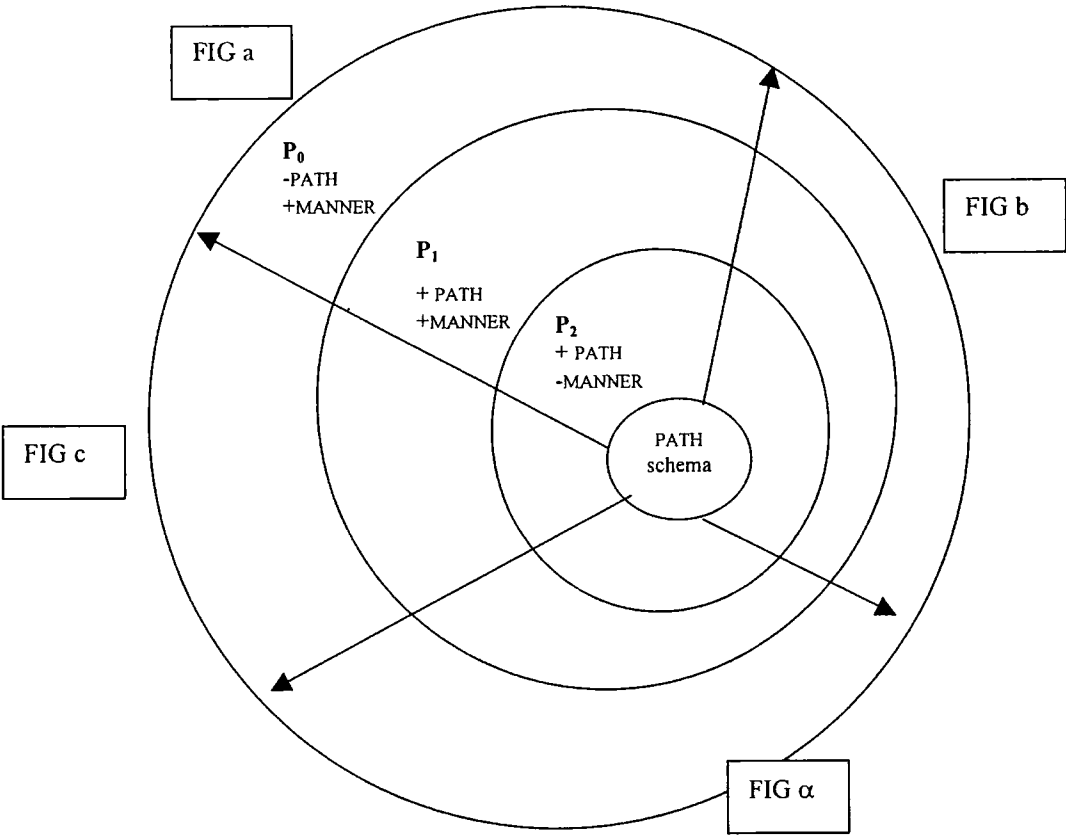 FIG a
P₀
-PATH
+MANNER
FIG b
P₁
+ PATH
+MANNER
P₂
+ PATH
-MANNER
PATH
schema
FIG c
FIG α